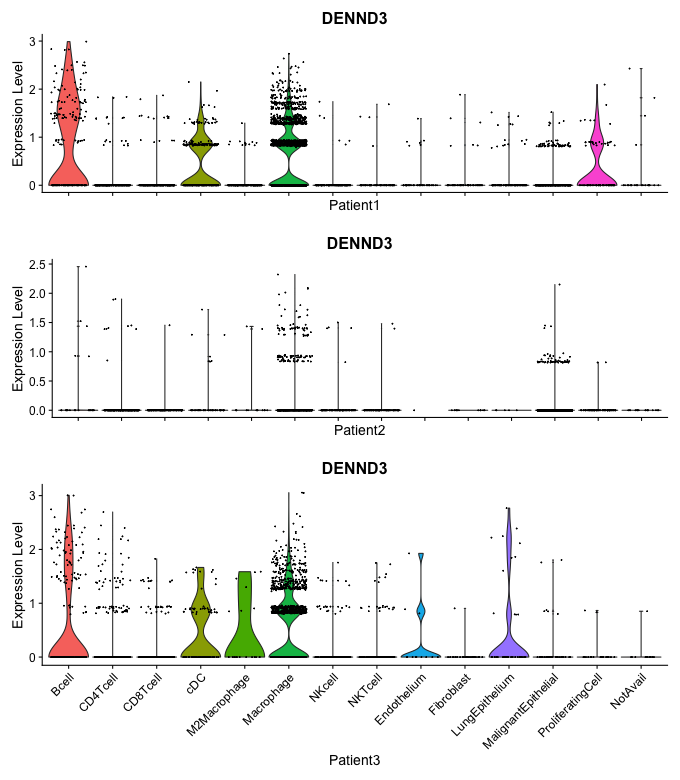 DENND3
Expression Level
3
2
1
0
Patient1
DENND3
Expression Level
2.5
2.0
1.5
1.0
0.5
0.0
Patient2
DENND3
Expression Level
3
2
1
0
Bcell
CD4Tcell
CD8Tcell
cDC
M2Macrophage
Macrophage
NKcell
NKTcell
Endothelium
Fibroblast
LungEpithelium
MalignantEpithelial
ProliferatingCell
NotAvail
Patient3